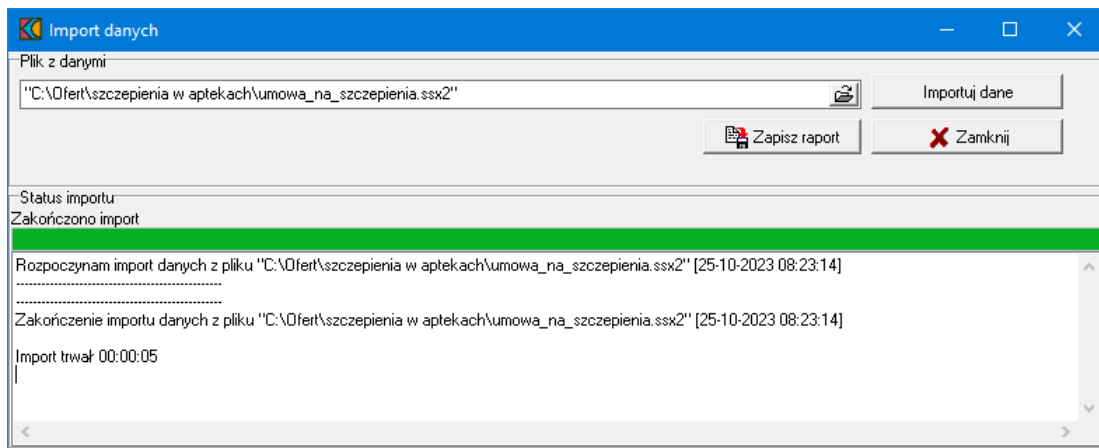 Import danych
Plik z danymi
"C:\Ofert\szczepienia w aptekach\umowa_na_szczepienia.ssx2"
Importuj dane
Zapisz raport
Zamknij
Status importu
Zakończono import
Rozpoczynam import danych z pliku "C:\Ofert\szczepienia w aptekach\umowa_na_szczepienia.ssx2" [25-10-2023 08:23:14]
--------------------------------------------------
--------------------------------------------------
Zakończenie importu danych z pliku "C:\Ofert\szczepienia w aptekach\umowa_na_szczepienia.ssx2" [25-10-2023 08:23:14]
Import trwał 00:00:05